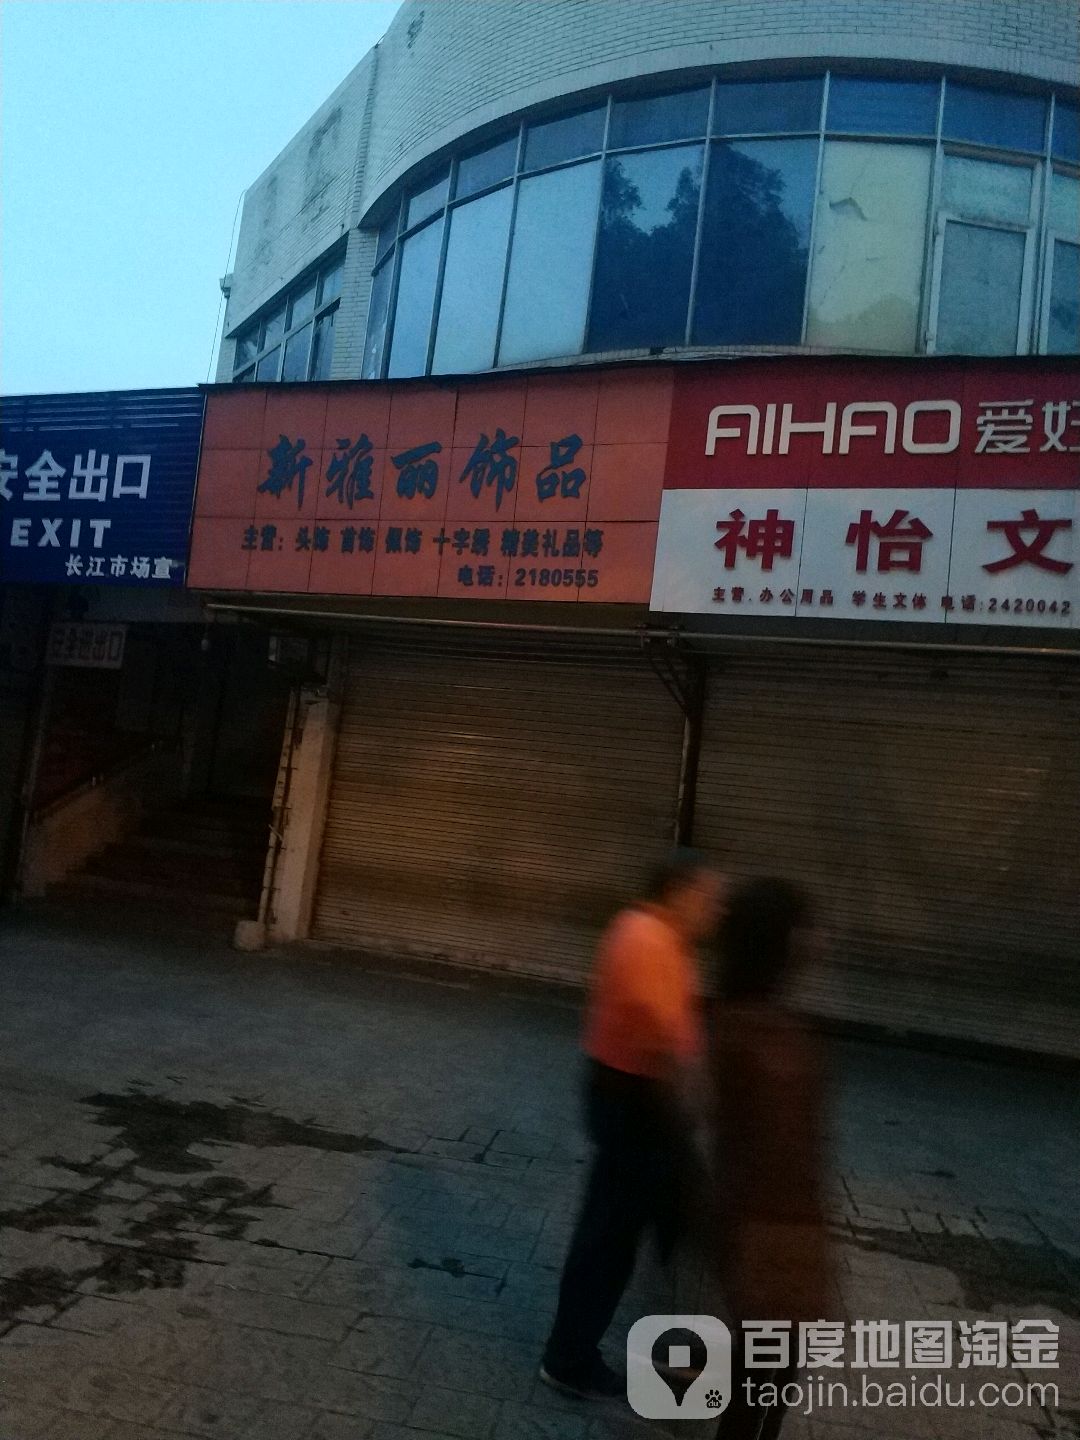 安全出口
EXIT
长江市场宣
安全进出口
新雅丽饰品
主营：头饰 首饰 佩饰 十字绣 精美礼品等
电话：2180555
AIHAO 爱好
神怡文
主营.办公用品 学生文体 电话:2420042
百度地图淘金
taojin.baidu.com